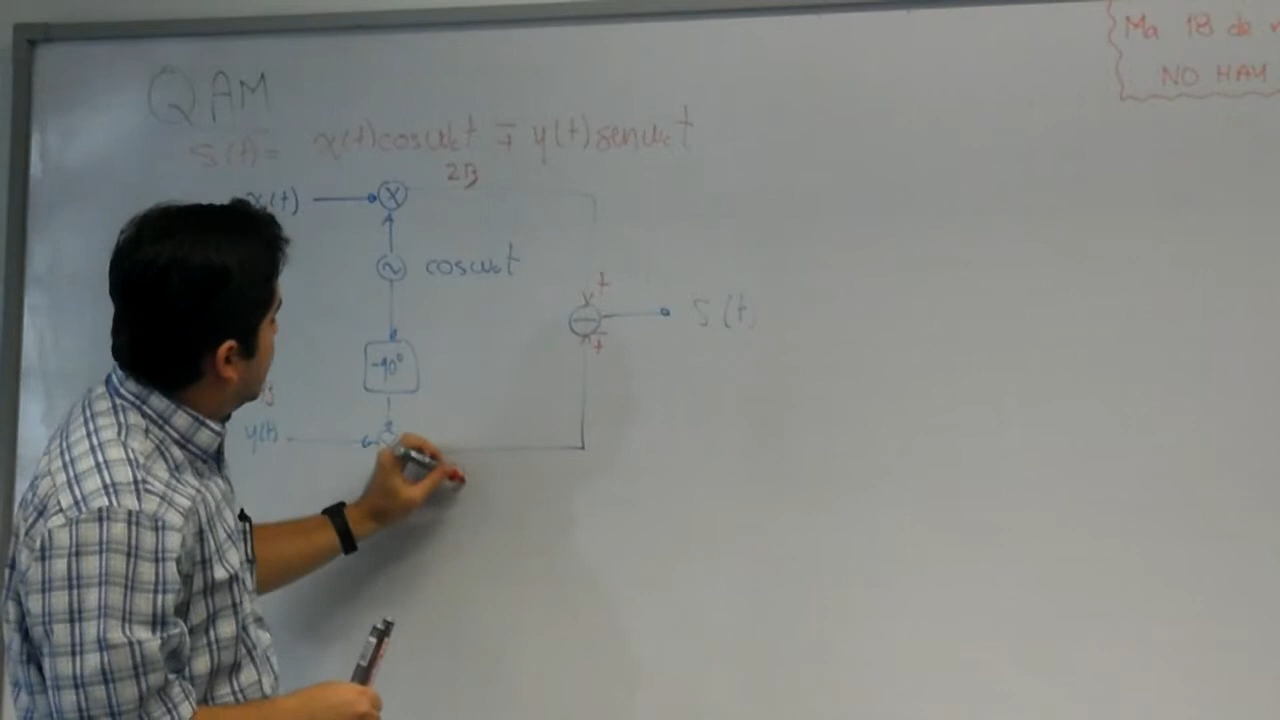 QAM
Ma 18 de
NO HAY
S(t) = x(t)cosωct ∓ y(t)senωct
2B
x(t)
X
~
cosωct
+
S(t)
∓
-90°
y(t)